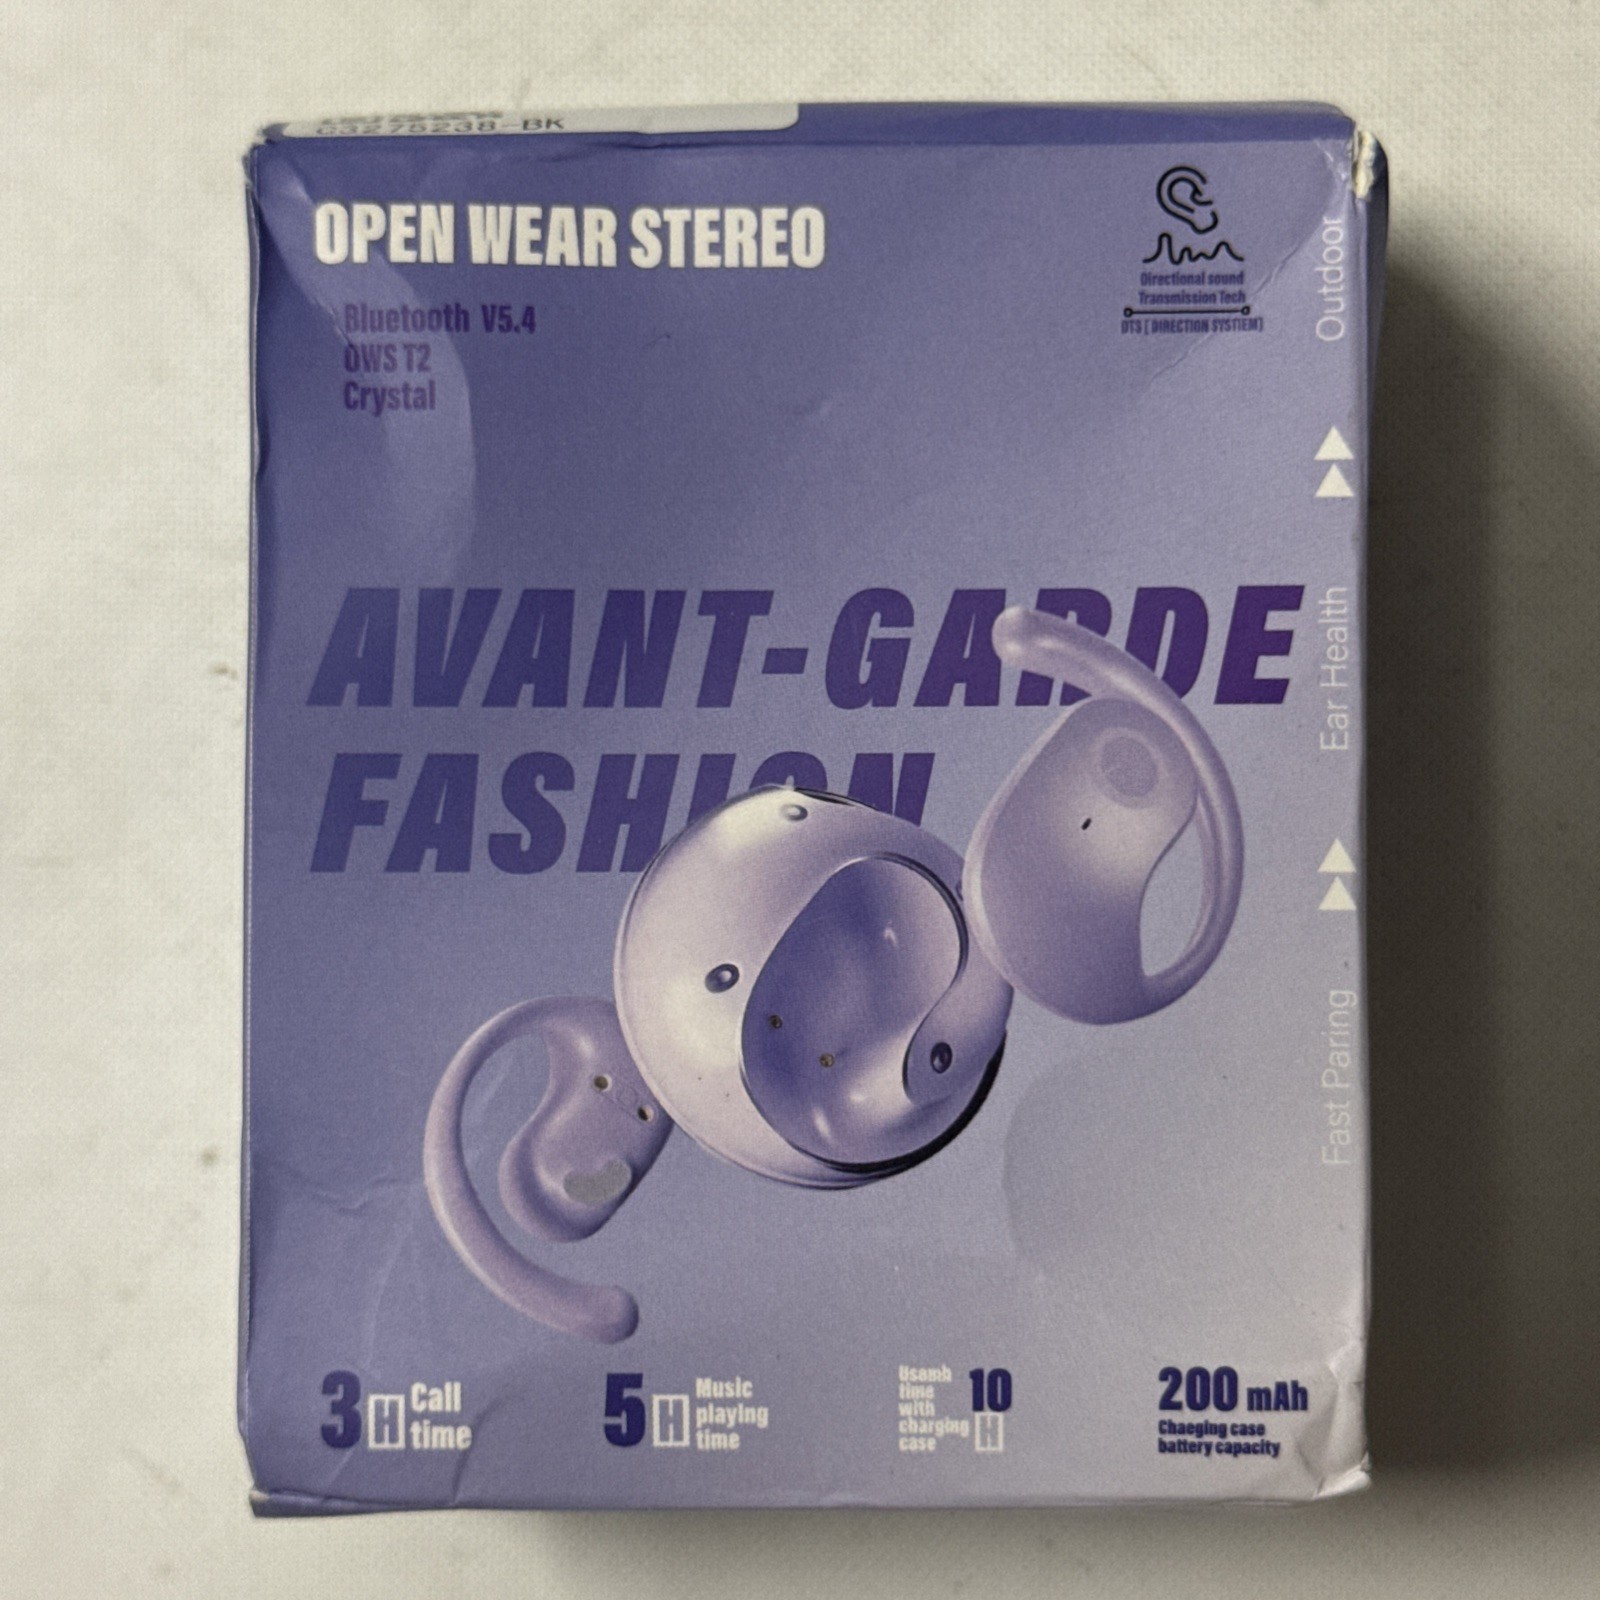 C3275238-BK
OPEN WEAR STEREO
Bluetooth V5.4
OWS T2
Crystal
Directional sound
Transmission Tech
DTS [ DIRECTION SYSTIEM]
Outdoor
Ear Health
Fast Paring
AVANT-GARDE
FASHION
3 H Call
time
5 H Music
playing
time
Usamh
time
with
charging
case
10 H
200 mAh
Chaeging case
battery capacity